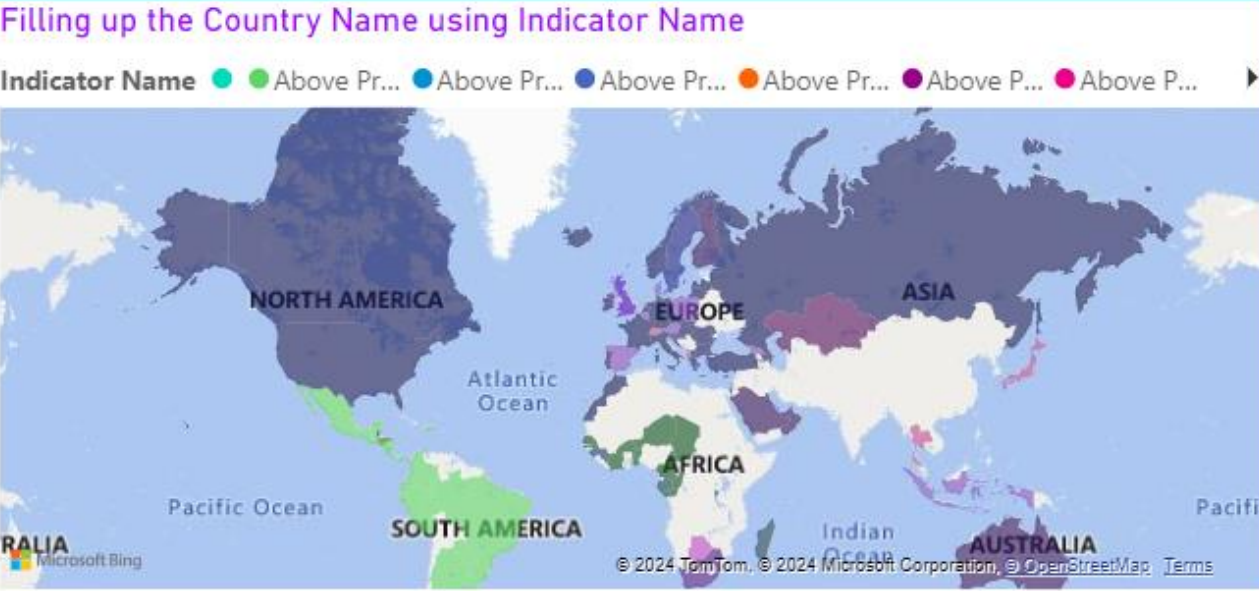 Filling up the Country Name using Indicator Name
Indicator Name Above Pr... Above Pr... Above Pr... Above Pr... Above P... Above P...
NORTH AMERICA
EUROPE
ASIA
Atlantic
Ocean
AFRICA
Pacific Ocean
SOUTH AMERICA
Indian
Ocean
Pacifi
RALIA
AUSTRALIA
Microsoft Bing
© 2024 TomTom, © 2024 Microsoft Corporation, © OpenStreetMap Terms